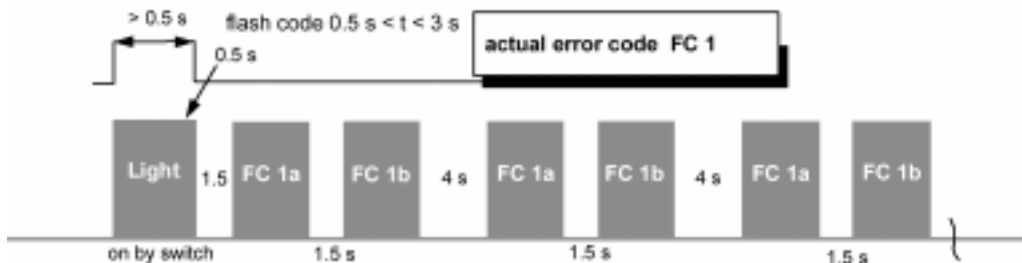 > 0.5 s
flash code 0.5 s < t < 3 s
actual error code FC 1
0.5 s
Light 1.5 FC 1a FC 1b 4 s FC 1a FC 1b 4 s FC 1a FC 1b
on by switch 1.5 s 1.5 s 1.5 s